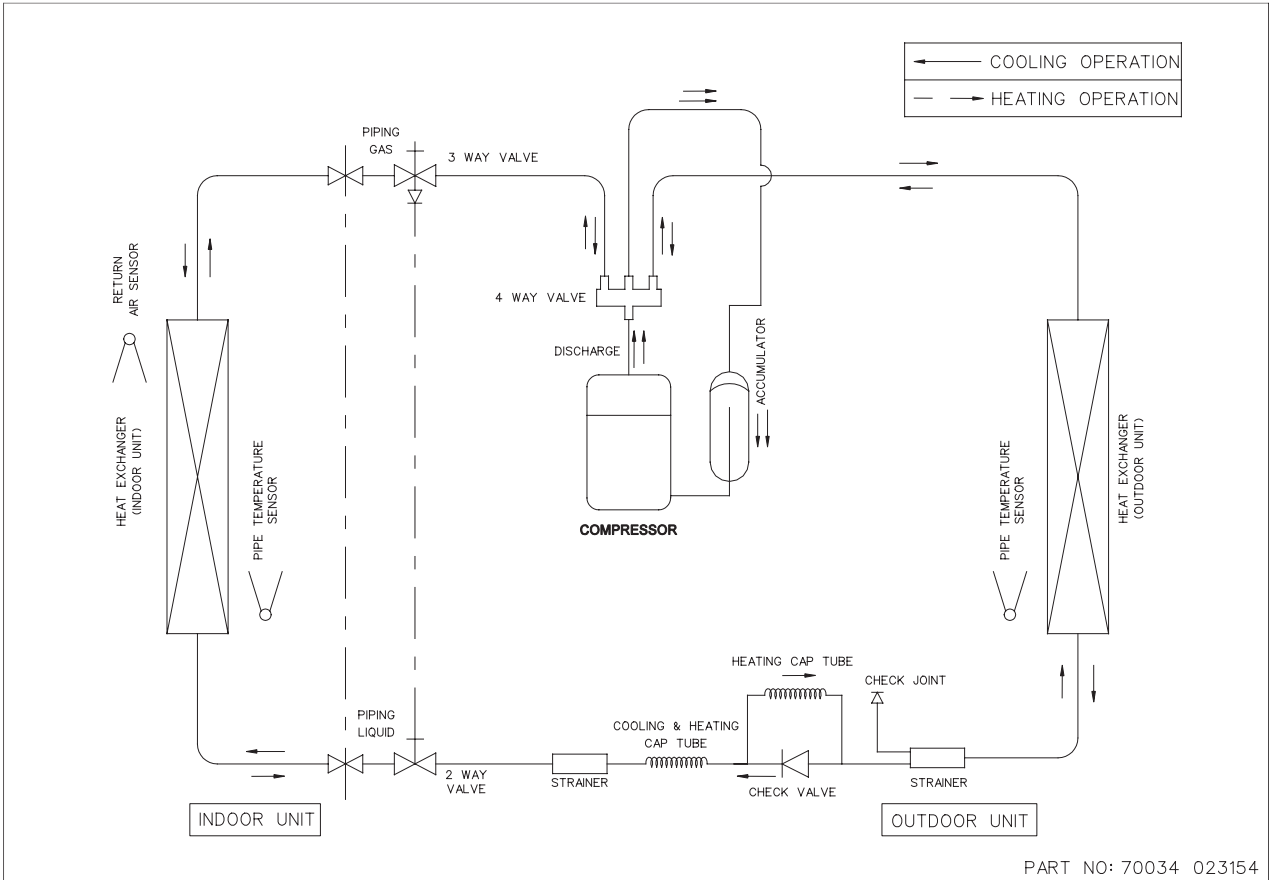 COOLING OPERATION
HEATING OPERATION
PIPING
GAS
3 WAY VALVE
RETURN
AIR SENSOR
4 WAY VALVE
DISCHARGE
ACCUMULATOR
HEAT EXCHANGER
(INDOOR UNIT)
PIPE TEMPERATURE
SENSOR
COMPRESSOR
PIPE TEMPERATURE
SENSOR
HEAT EXCHANGER
(OUTDOOR UNIT)
HEATING CAP TUBE
CHECK JOINT
PIPING
LIQUID
COOLING & HEATING
CAP TUBE
2 WAY
VALVE
STRAINER
CHECK VALVE
STRAINER
INDOOR UNIT
OUTDOOR UNIT
PART NO: 70034 023154